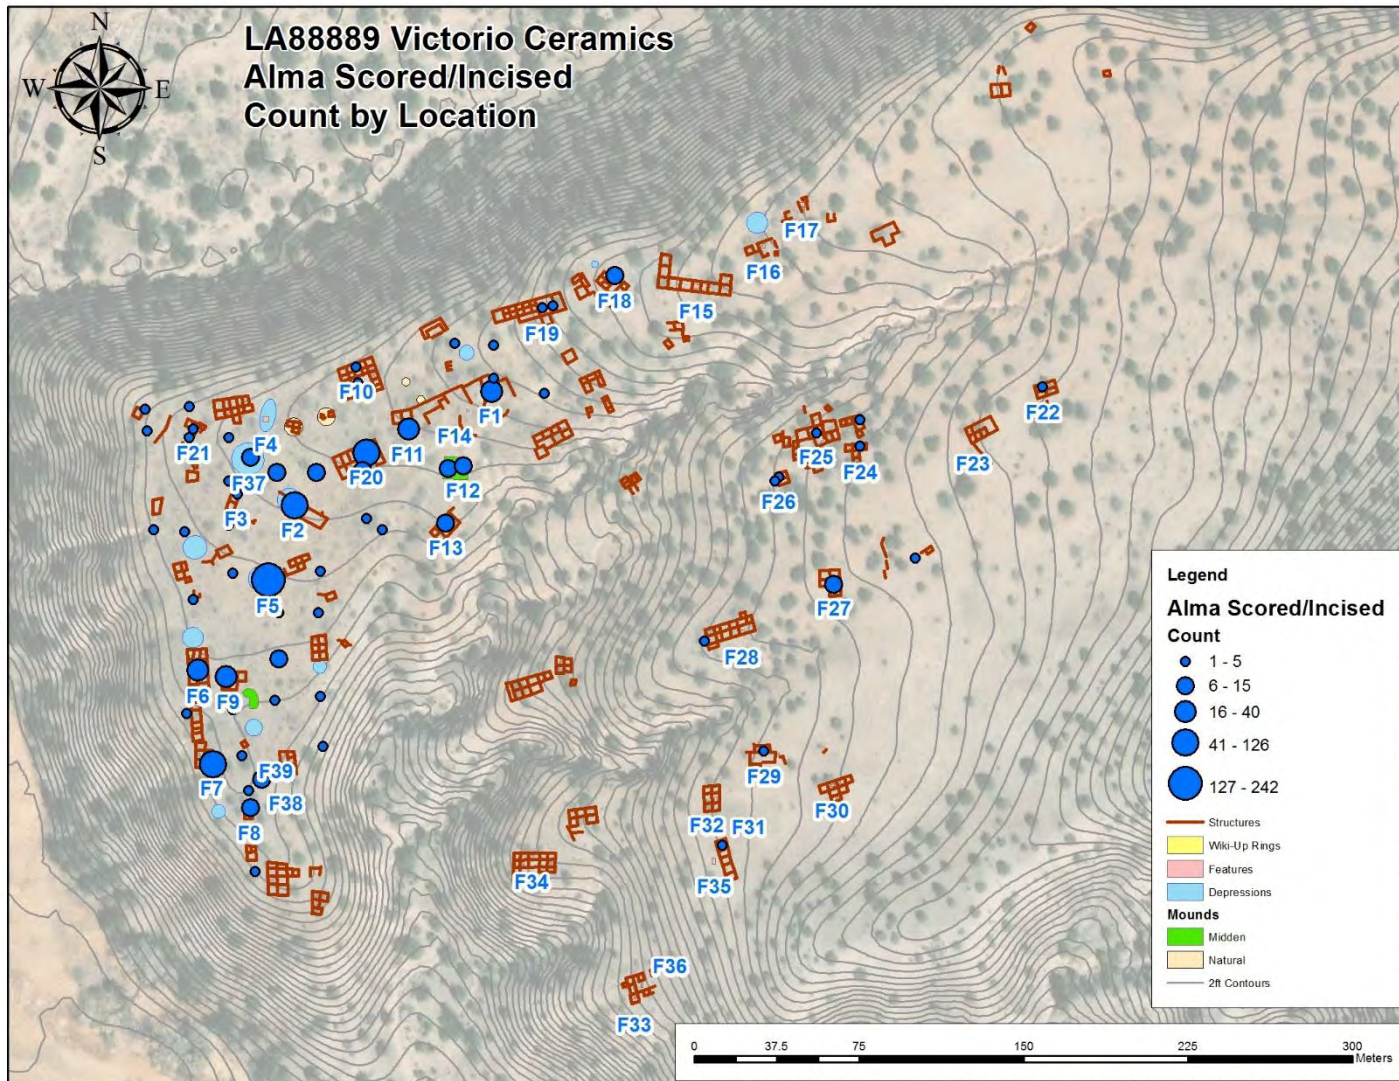 N
W E
S
LA88889 Victorio Ceramics
Alma Scored/Incised
Count by Location
F17
F16
F18
F15
F19
F10
F1
F22
F4
F21
F14
F11
F25
F24
F23
F20
F37
F12
F26
F3
F2
F13
F5
F27
F28
F6
F9
F29
F39
F7
F38
F30
F32
F31
F8
F34
F35
F36
F33
Legend
Alma Scored/Incised
Count
1 - 5
6 - 15
16 - 40
41 - 126
127 - 242
Structures
Wiki-Up Rings
Features
Depressions
Mounds
Midden
Natural
2ft Contours
0 37.5 75 150 225 300
Meters